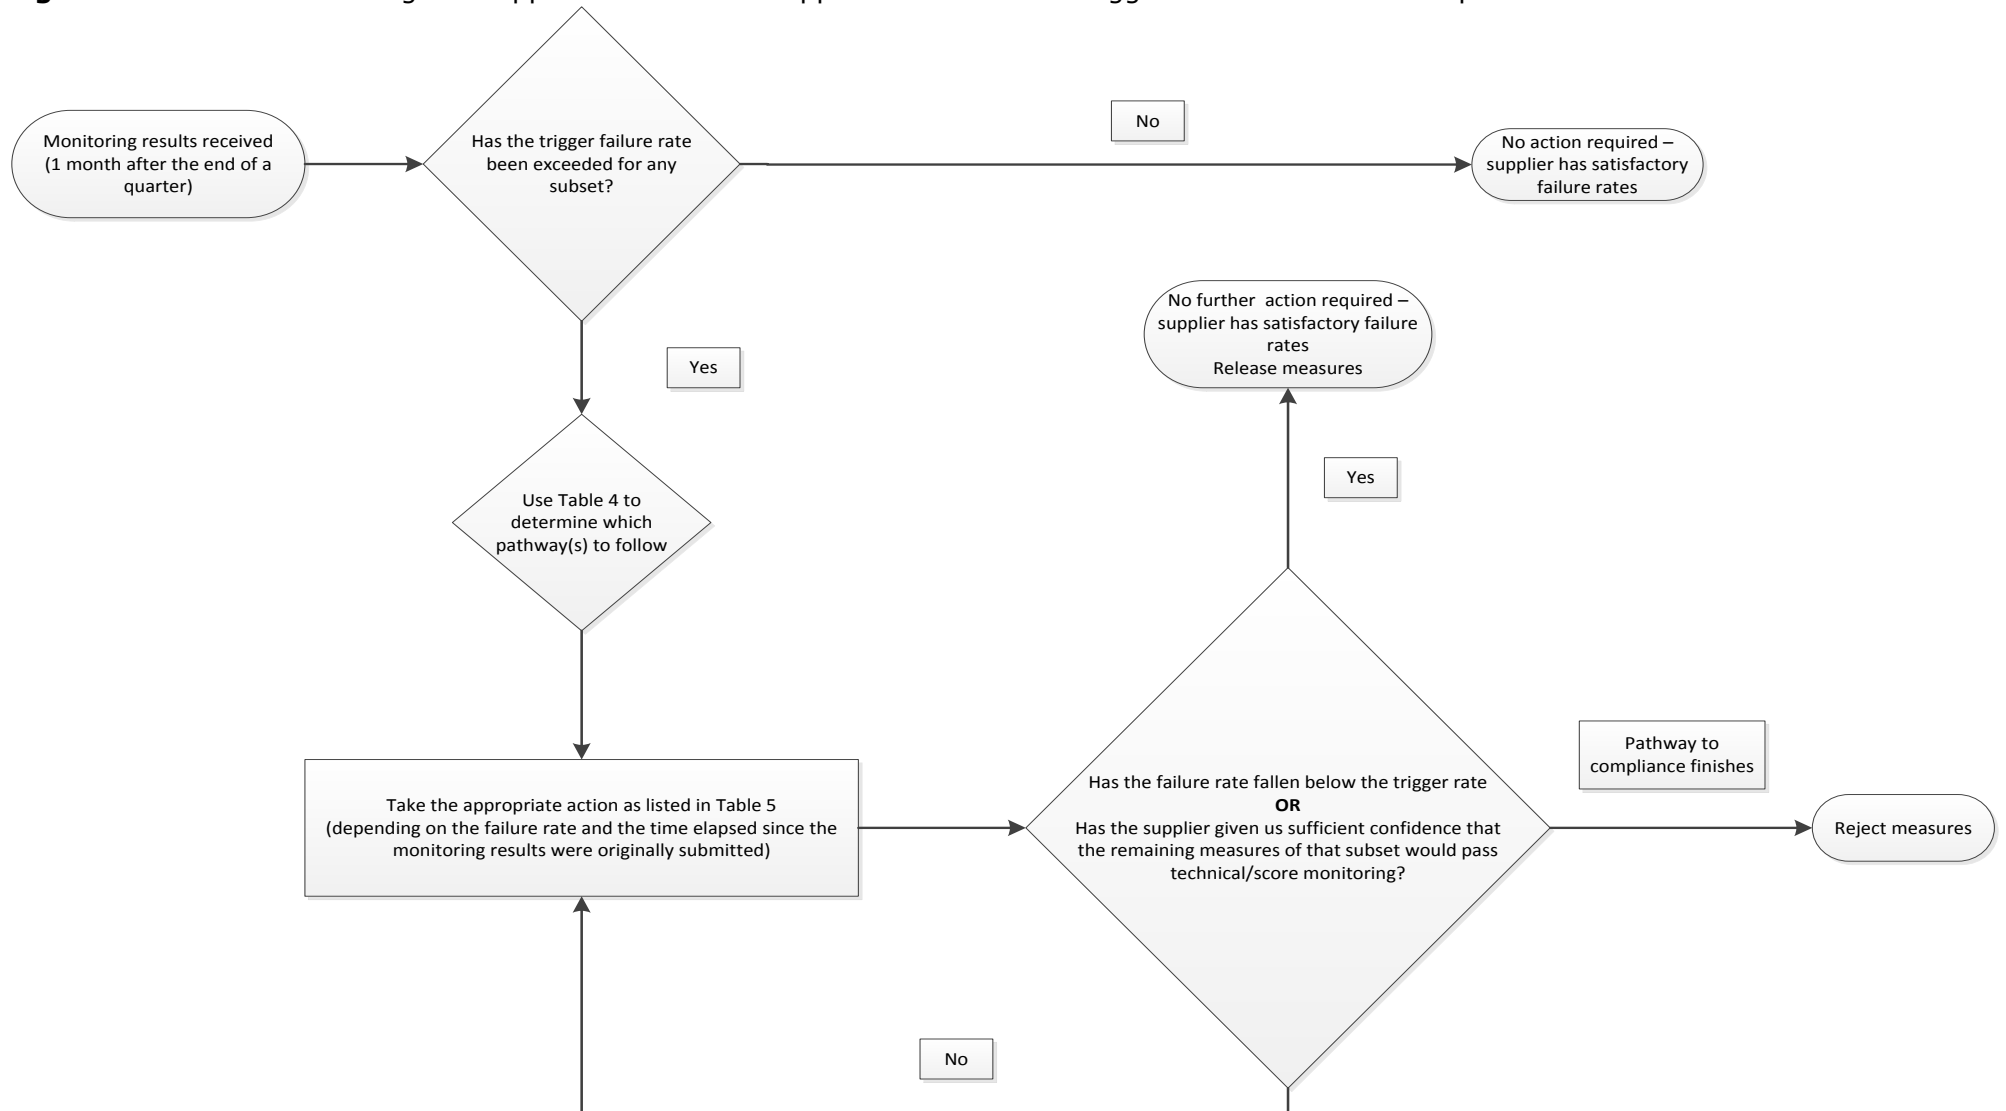 Monitoring results received
(1 month after the end of a
quarter)
Has the trigger failure rate
been exceeded for any
subset?
No
No action required –
supplier has satisfactory
failure rates
Yes
No further action required –
supplier has satisfactory failure
rates
Release measures
Yes
Use Table 4 to
determine which
pathway(s) to follow
Take the appropriate action as listed in Table 5
(depending on the failure rate and the time elapsed since the
monitoring results were originally submitted)
Has the failure rate fallen below the trigger rate
OR
Has the supplier given us sufficient confidence that
the remaining measures of that subset would pass
technical/score monitoring?
Pathway to
compliance finishes
Reject measures
No